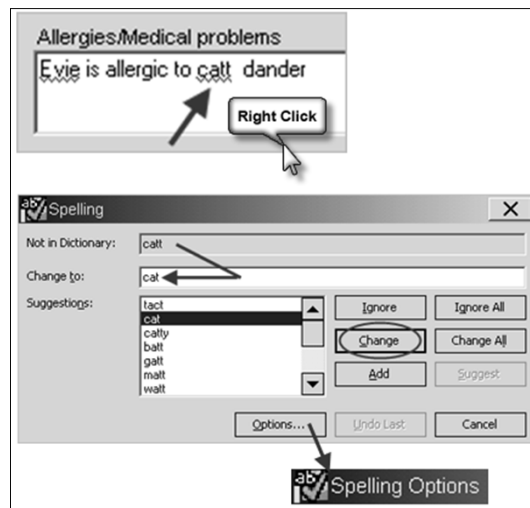 Allergies/Medical problems
Evie is allergic to catt dander
Right Click
Spelling
Not in Dictionary: catt
Change to: cat
Suggestions: tact
cat
catty
batt
gatt
matt
watt
Ignore Ignore All
Change Change All
Add Suggest
Options... Undo Last Cancel
Spelling Options